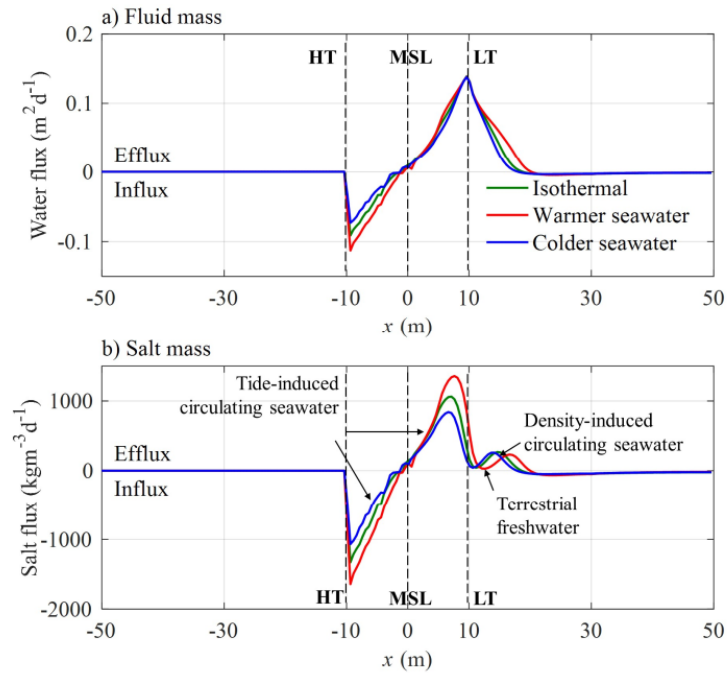 a) Fluid mass
0.2
HT
MSL
LT
0.1
Water flux (m²d⁻¹)
Efflux
0
Influx
Isothermal
Warmer seawater
-0.1
Colder seawater
-50
-30
-10
0
10
30
50
x (m)
b) Salt mass
1000
Tide-induced
circulating seawater
Density-induced
circulating seawater
Efflux
0
Influx
Salt flux (kgm⁻³d⁻¹)
Terrestrial
freshwater
-1000
HT
MSL
LT
-2000
-50
-30
-10
0
10
30
50
x (m)